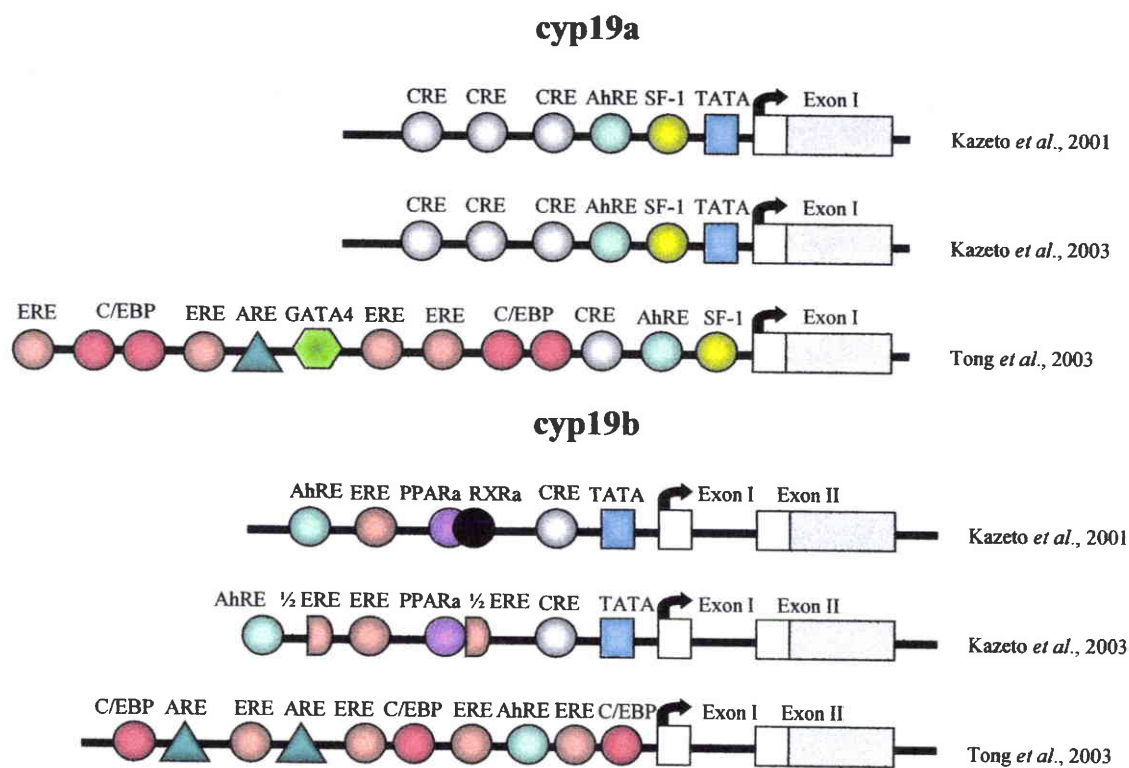 cyp19a
CRE CRE CRE AhRE SF-1 TATA Exon I
Kazeto et al., 2001
CRE CRE CRE AhRE SF-1 TATA Exon I
Kazeto et al., 2003
ERE C/EBP ERE ARE GATA4 ERE ERE C/EBP CRE AhRE SF-1 Exon I
Tong et al., 2003
cyp19b
AhRE ERE PPARa RXRa CRE TATA Exon I Exon II
Kazeto et al., 2001
AhRE ½ ERE ERE PPARa ½ ERE CRE TATA Exon I Exon II
Kazeto et al., 2003
C/EBP ARE ERE ARE ERE C/EBP ERE AhRE ERE C/EBP Exon I Exon II
Tong et al., 2003